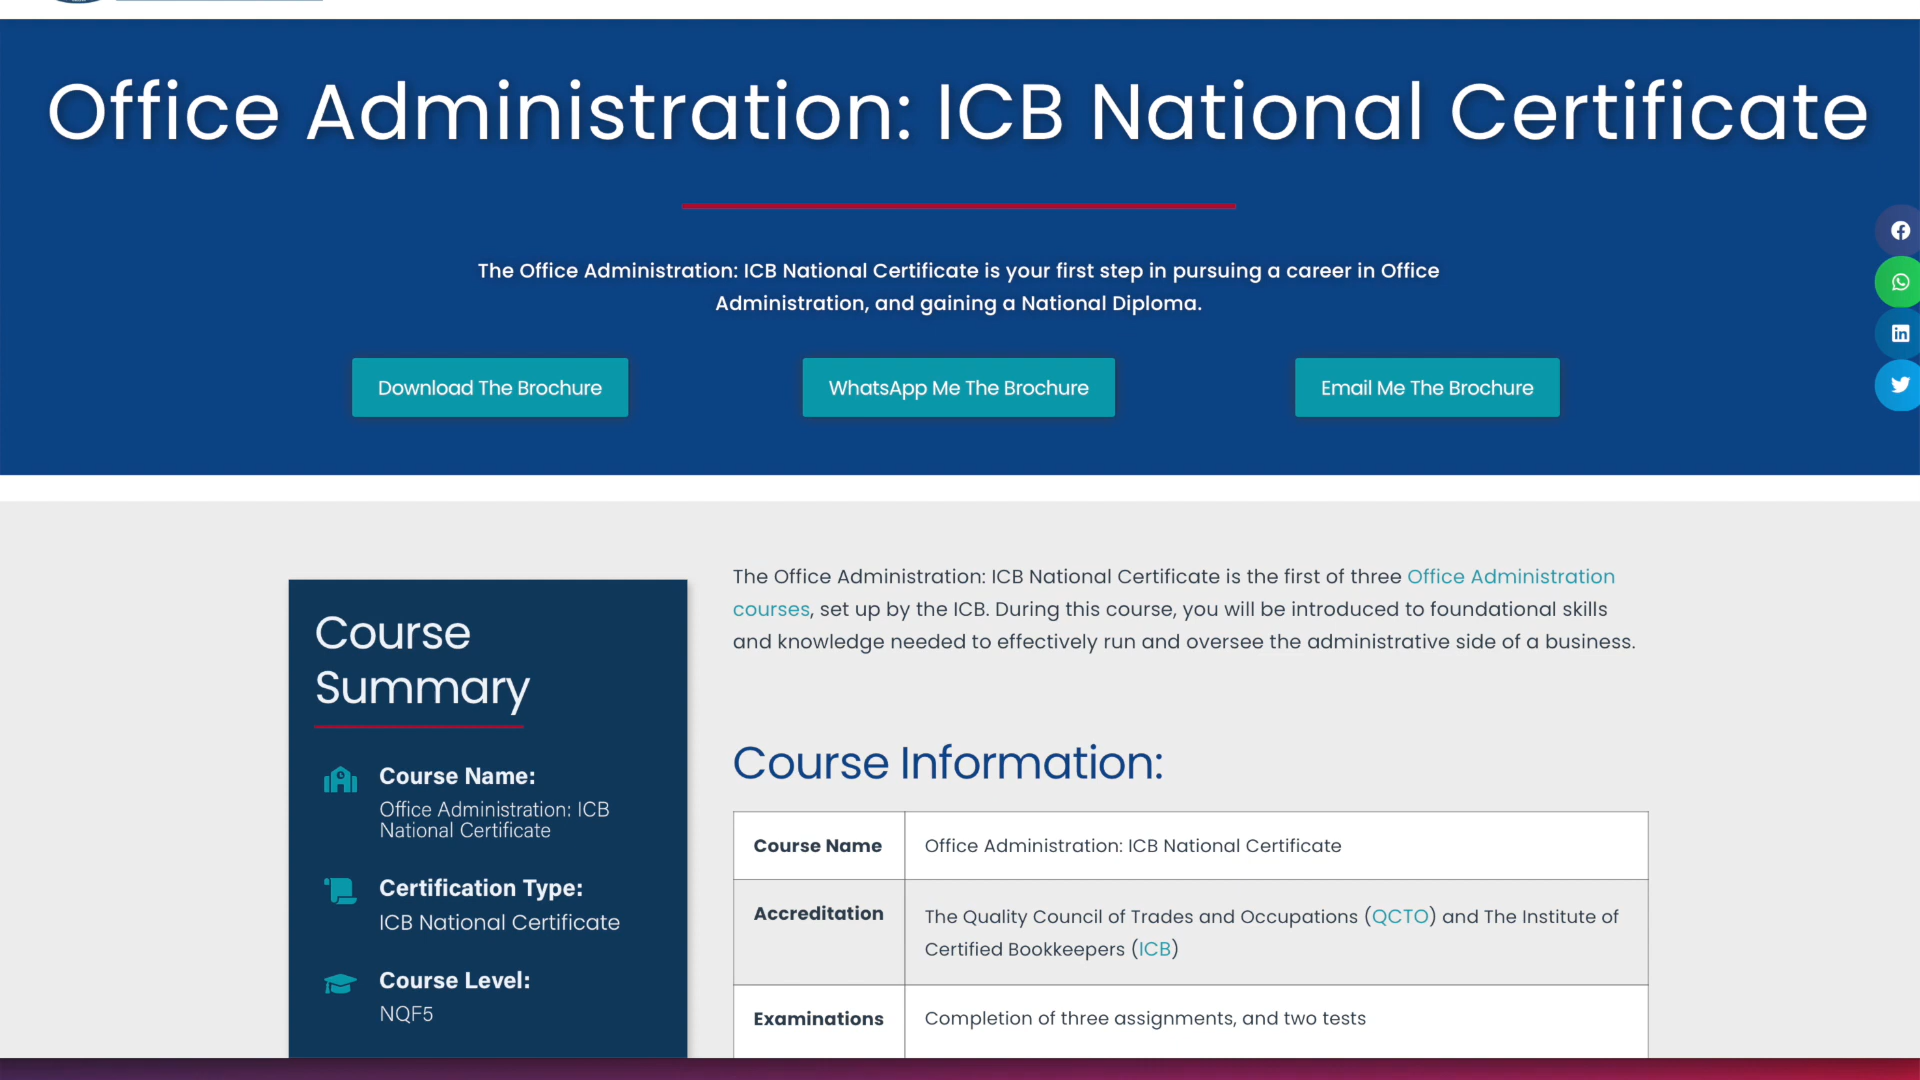 Office Administration: ICB National Certificate
The Office Administration: ICB National Certificate is your first step in pursuing a career in Office
Administration, and gaining a National Diploma.
Download The Brochure
WhatsApp Me The Brochure
Email Me The Brochure
Course
Summary
Course Name:
Office Administration: ICB
National Certificate
Certification Type:
ICB National Certificate
Course Level:
NQF5
The Office Administration: ICB National Certificate is the first of three Office Administration
courses, set up by the ICB. During this course, you will be introduced to foundational skills
and knowledge needed to effectively run and oversee the administrative side of a business.
Course Information:
Course Name
Office Administration: ICB National Certificate
Accreditation
The Quality Council of Trades and Occupations (QCTO) and The Institute of
Certified Bookkeepers (ICB)
Examinations
Completion of three assignments, and two tests